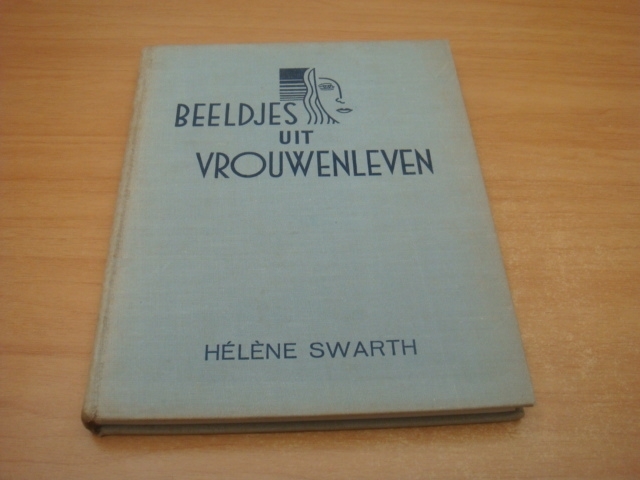 BEELDJES
UIT
VROUWENLEVEN
HÉLÈNE SWARTH